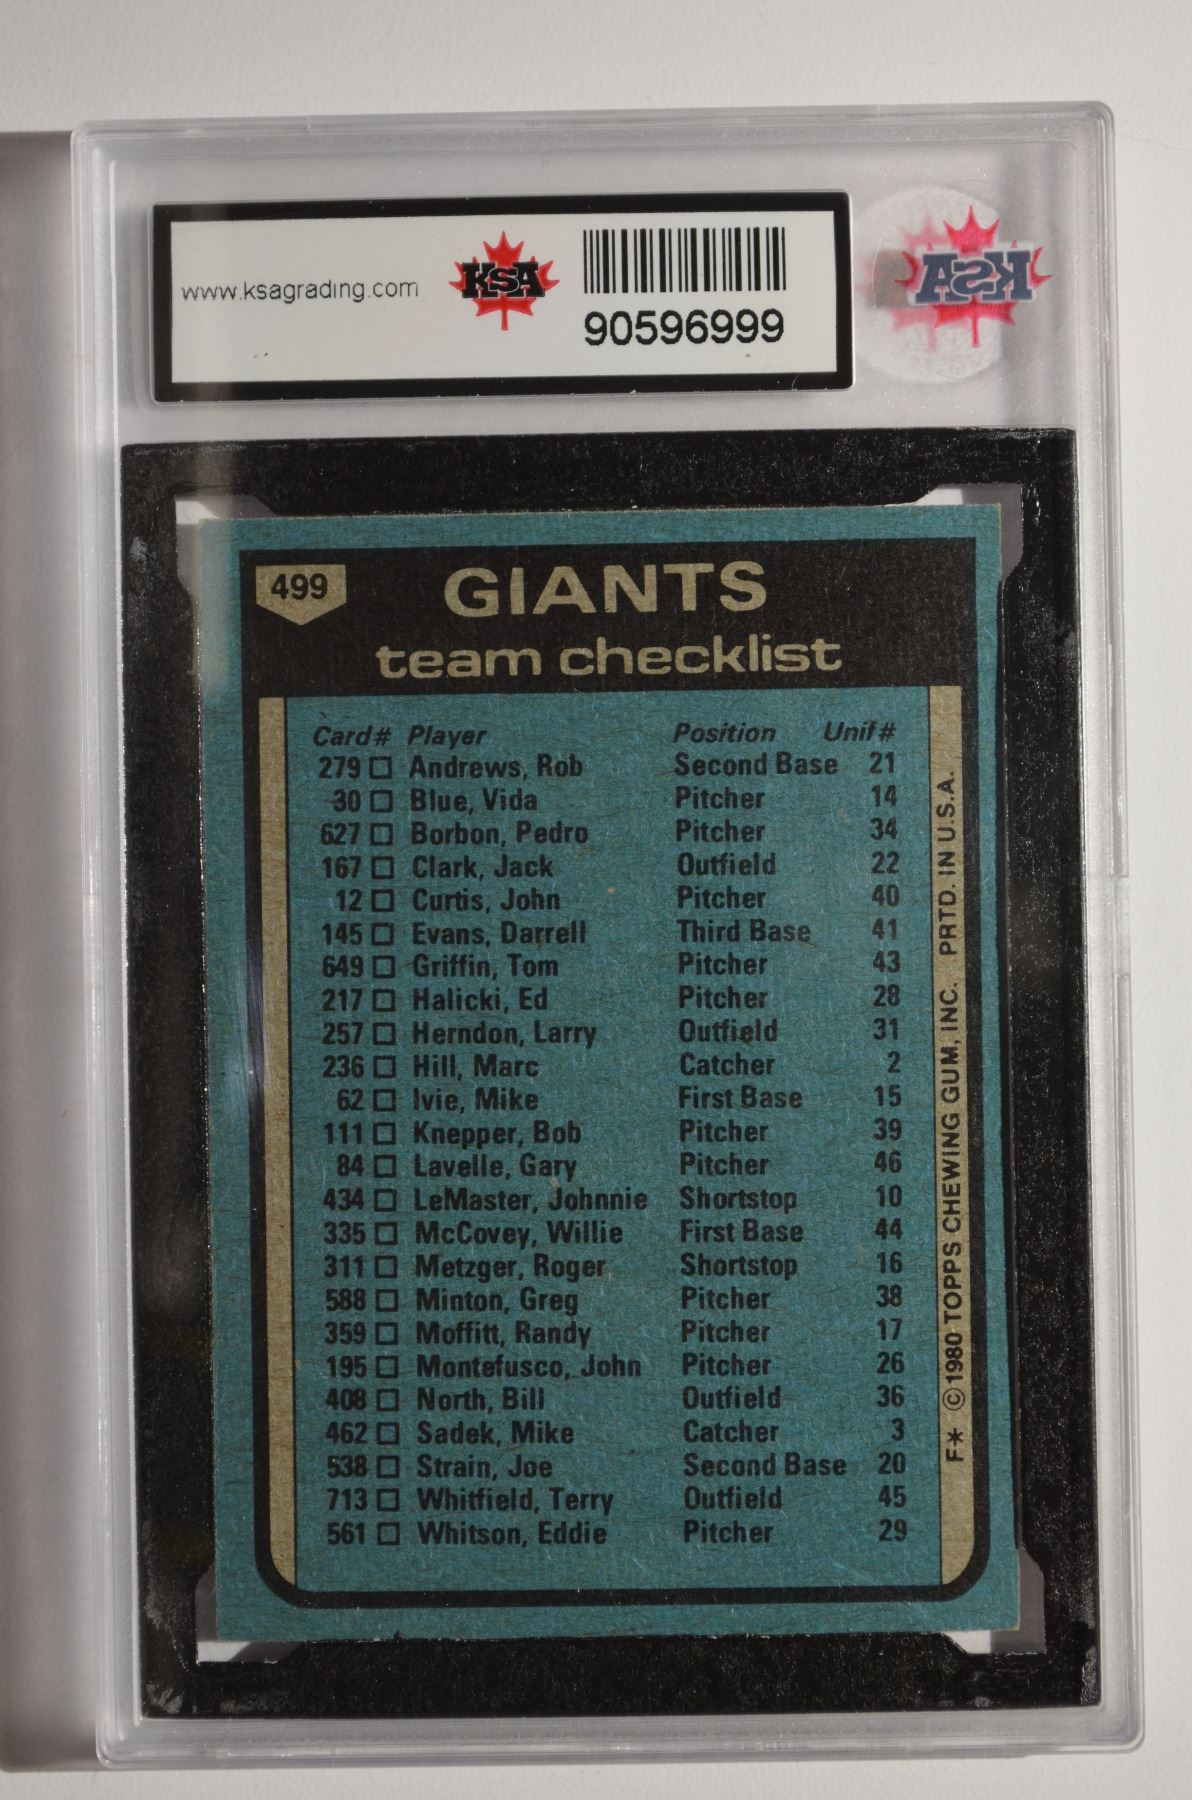 www.ksagrading.com
KSA
90596999
KSA
499
GIANTS
team checklist
Card# Player Position Unif#
279 □ Andrews, Rob Second Base 21
30 □ Blue, Vida Pitcher 14
627 □ Borbon, Pedro Pitcher 34
167 □ Clark, Jack Outfield 22
12 □ Curtis, John Pitcher 40
145 □ Evans, Darrell Third Base 41
649 □ Griffin, Tom Pitcher 43
217 □ Halicki, Ed Pitcher 28
257 □ Herndon, Larry Outfield 31
236 □ Hill, Marc Catcher 2
62 □ Ivie, Mike First Base 15
111 □ Knepper, Bob Pitcher 39
84 □ Lavelle, Gary Pitcher 46
434 □ LeMaster, Johnnie Shortstop 10
335 □ McCovey, Willie First Base 44
311 □ Metzger, Roger Shortstop 16
588 □ Minton, Greg Pitcher 38
359 □ Moffitt, Randy Pitcher 17
195 □ Montefusco, John Pitcher 26
408 □ North, Bill Outfield 36
462 □ Sadek, Mike Catcher 3
538 □ Strain, Joe Second Base 20
713 □ Whitfield, Terry Outfield 45
561 □ Whitson, Eddie Pitcher 29
F* © 1980 TOPPS CHEWING GUM, INC. PRTD. IN U.S.A.